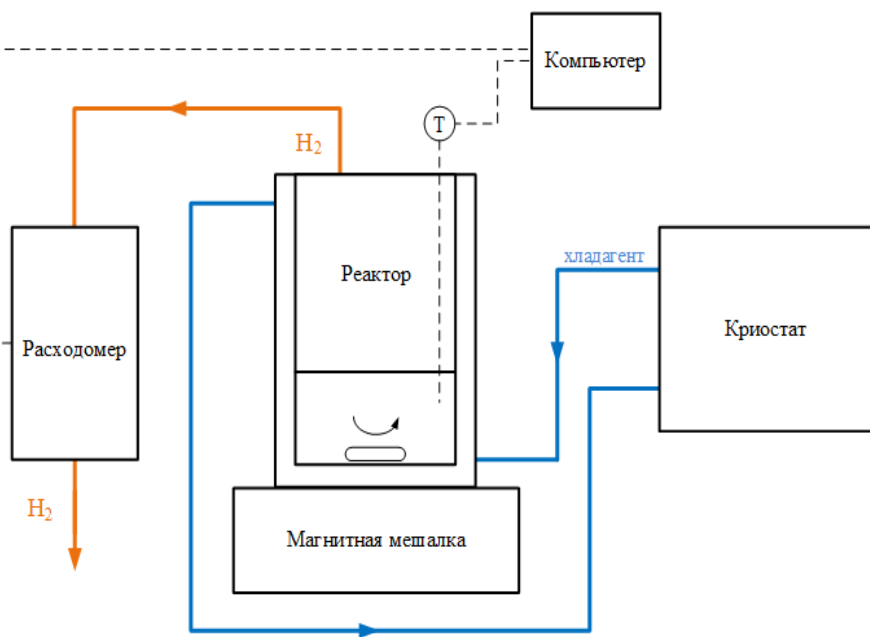 Компьютер
T
H₂
хладагент
Реактор
Криостат
Расходомер
H₂
Магнитная мешалка